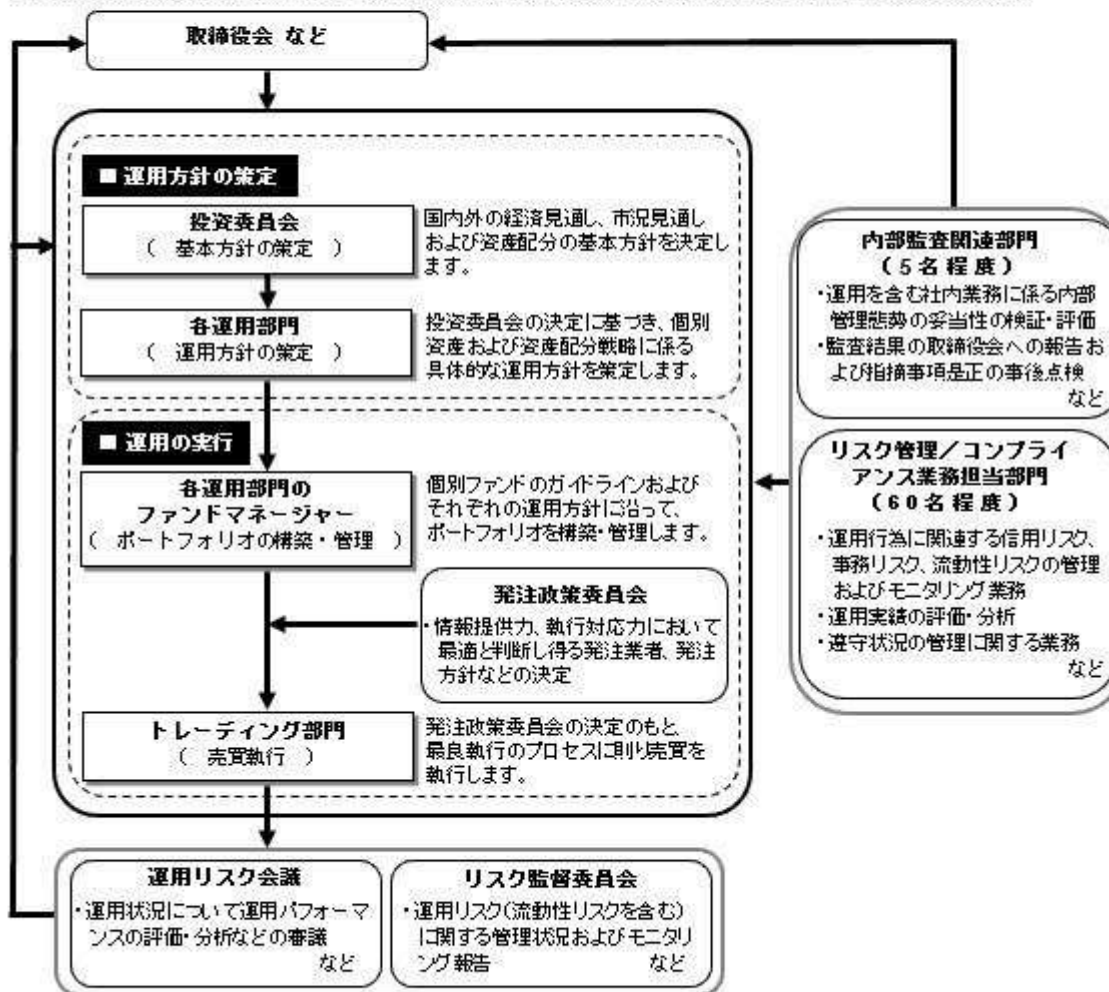 取締役会 など
■ 運用方針の策定
投資委員会
( 基本方針の策定 )
国内外の経済見通し、市況見通し
および資産配分の基本方針を決定し
ます。
各運用部門
( 運用方針の策定 )
投資委員会の決定に基づき、個別
資産および資産配分戦略に係る
具体的な運用方針を策定します。
■ 運用の実行
各運用部門の
ファンドマネージャー
( ポートフォリオの構築・管理 )
個別ファンドのガイドラインおよび
それぞれの運用方針に沿って、
ポートフォリオを構築・管理します。
発注政策委員会
・情報提供力、執行対応力において
最適と判断し得る発注業者、発注
方針などの決定
トレーディング部門
( 売買執行 )
発注政策委員会の決定のもと、
最良執行のプロセスに則り売買を
執行します。
運用リスク会議
・運用状況について運用パフォーマ
ンスの評価・分析などの審議
など
リスク監督委員会
・運用リスク(流動性リスクを含む)
に関する管理状況およびモニタリ
ング報告 など
内部監査関連部門
(5名程度)
・運用を含む社内業務に係る内部
管理態勢の妥当性の検証・評価
・監査結果の取締役会への報告お
よび指摘事項是正の事後点検
など
リスク管理/コンプライ
アンス業務担当部門
(60名程度)
・運用行為に関連する信用リスク、
事務リスク、流動性リスクの管理
およびモニタリング業務
・運用実績の評価・分析
・遵守状況の管理に関する業務
など